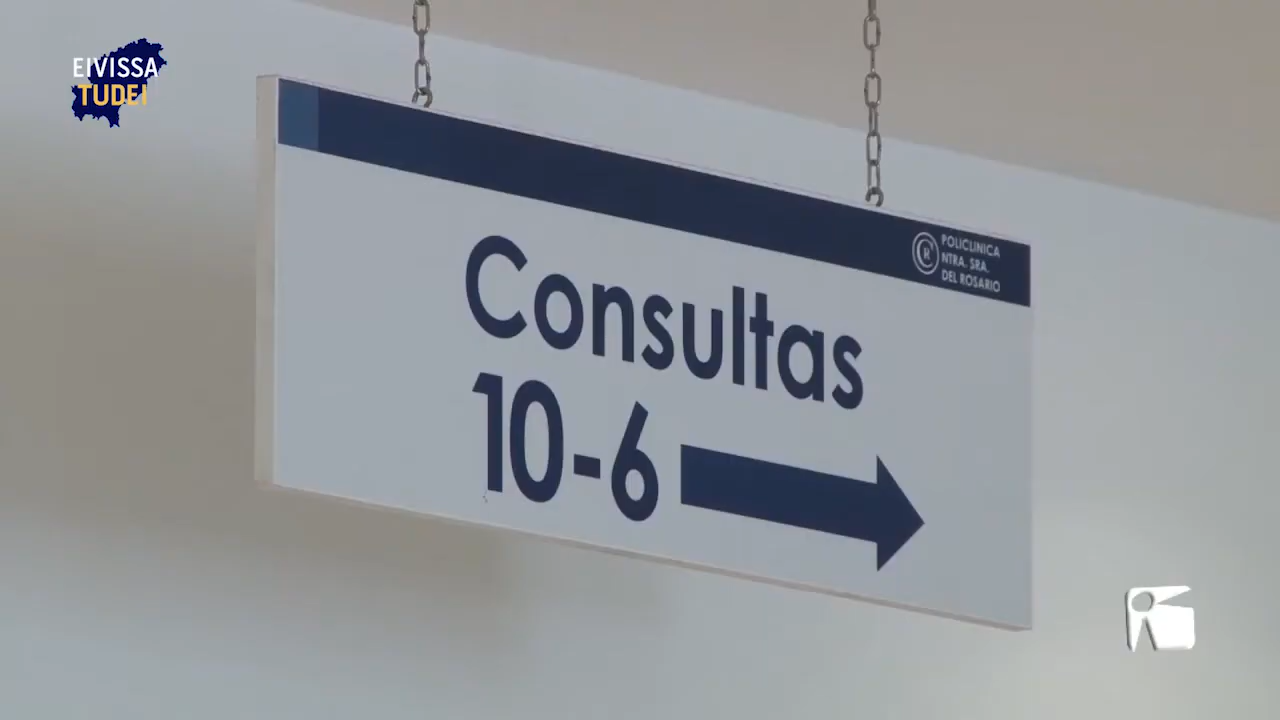 EIVISSA
TUDEI
POLICLINICA
NTRA. SRA.
DEL ROSARIO
Consultas
10-6